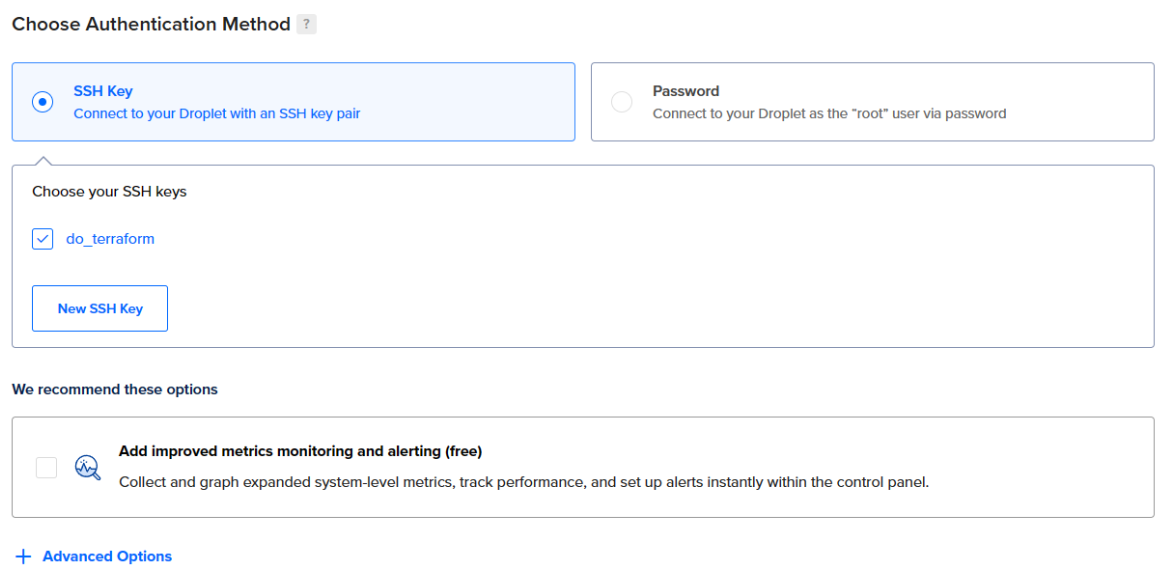 Choose Authentication Method ?
SSH Key
Connect to your Droplet with an SSH key pair
Password
Connect to your Droplet as the "root" user via password
Choose your SSH keys
do_terraform
New SSH Key
We recommend these options
Add improved metrics monitoring and alerting (free)
Collect and graph expanded system-level metrics, track performance, and set up alerts instantly within the control panel.
+ Advanced Options